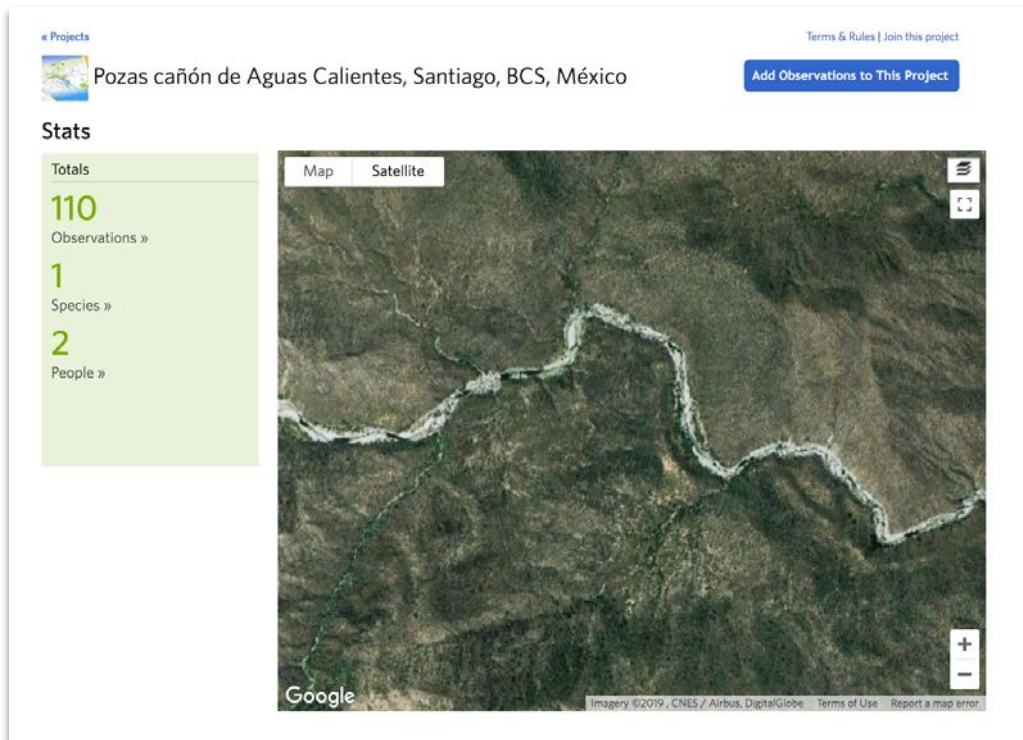 « Projects
Terms & Rules | Join this project
Pozas cañón de Aguas Calientes, Santiago, BCS, México
Add Observations to This Project
Stats
Totals
110
Observations »
1
Species »
2
People »
Map
Satellite
Google
Imagery ©2019 , CNES / Airbus, DigitalGlobe
Terms of Use
Report a map error